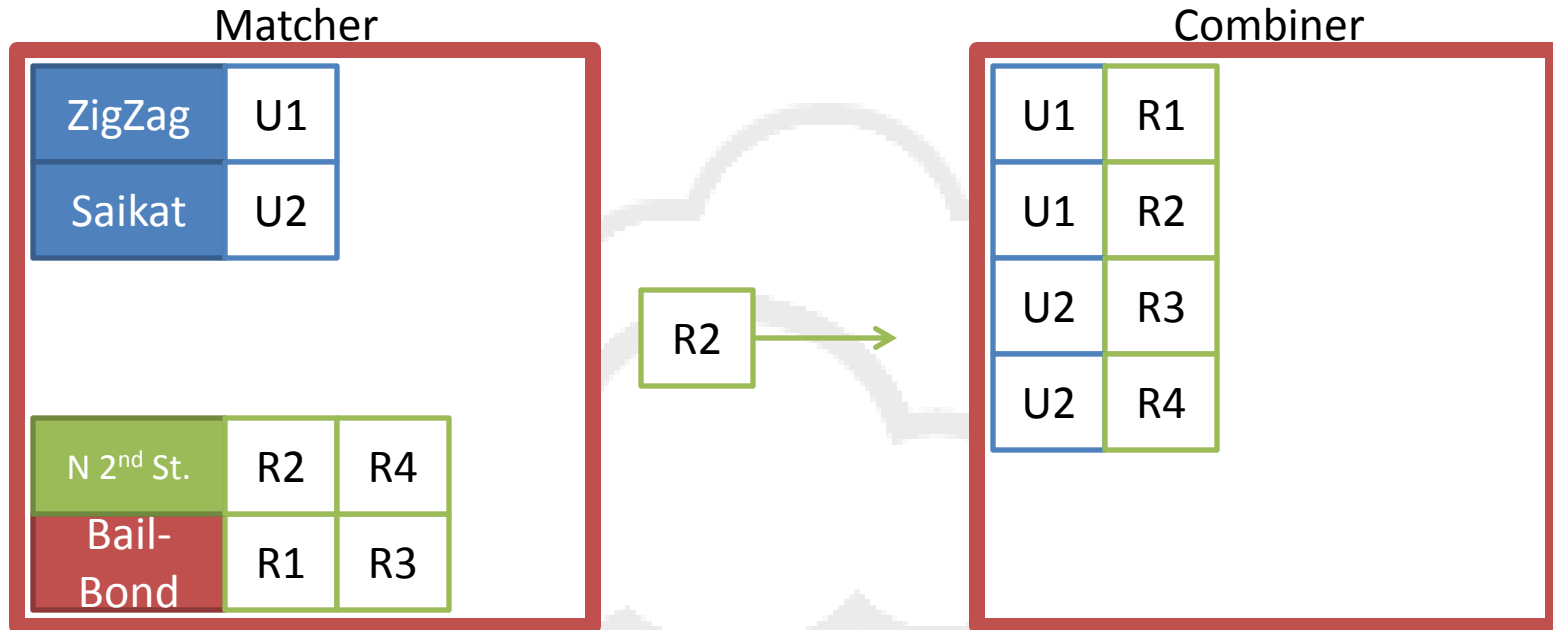 Matcher
ZigZag U1
Saikat U2
N 2nd St. R2 R4
Bail-
Bond R1 R3
R2
Combiner
U1 R1
U1 R2
U2 R3
U2 R4